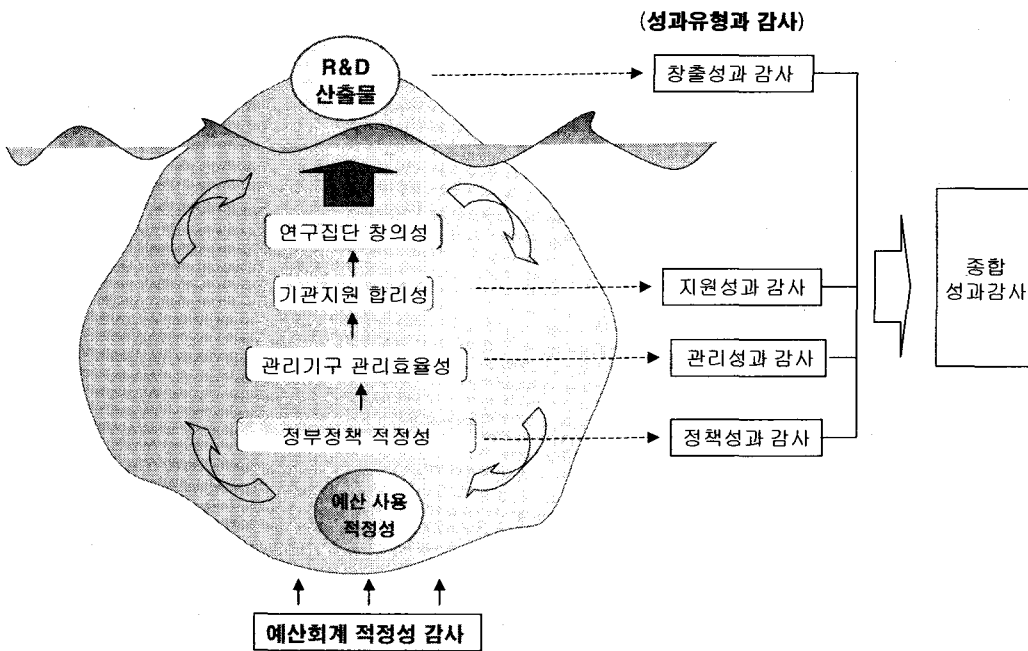 (성과유형과 감사)
R&D
산출물
창출성과 감사
연구집단 창의성
기관지원 합리성
지원성과 감사
종합
성과감사
관리기구 관리효율성
관리성과 감사
정부정책 적정성
정책성과 감사
예산 사용
적정성
예산회계 적정성 감사